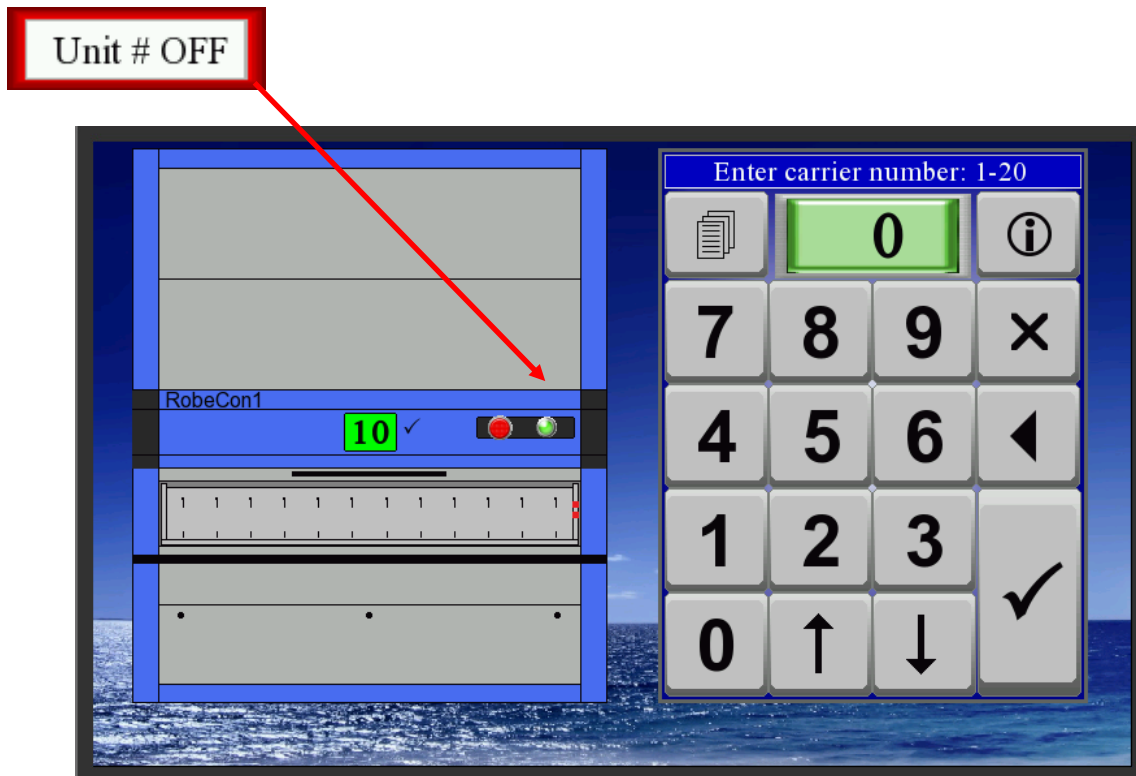 Unit # OFF
Enter carrier number: 1-20
0
7 8 9 ×
RobeCon1
10 ✓
4 5 6 ◀
1 2 3 ✓
0 ↑ ↓